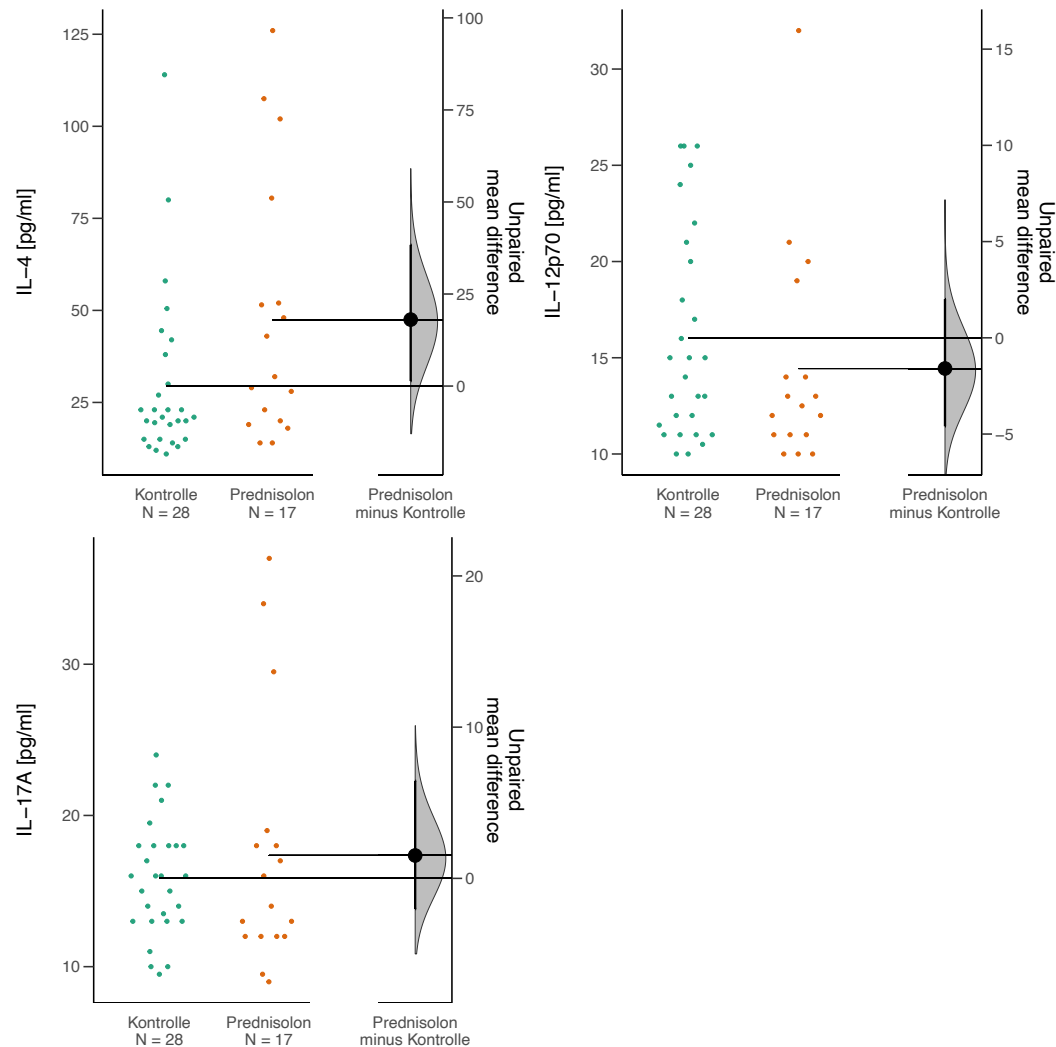 IL−4 [pg/ml]
125
100
75
50
25
100
75
50
25
0
Unpaired
mean difference
Kontrolle
N = 28
Prednisolon
N = 17
Prednisolon
minus Kontrolle
IL−12p70 [pg/ml]
30
25
20
15
10
15
10
5
0
−5
Unpaired
mean difference
Kontrolle
N = 28
Prednisolon
N = 17
Prednisolon
minus Kontrolle
IL−17A [pg/ml]
30
20
10
20
10
0
Unpaired
mean difference
Kontrolle
N = 28
Prednisolon
N = 17
Prednisolon
minus Kontrolle